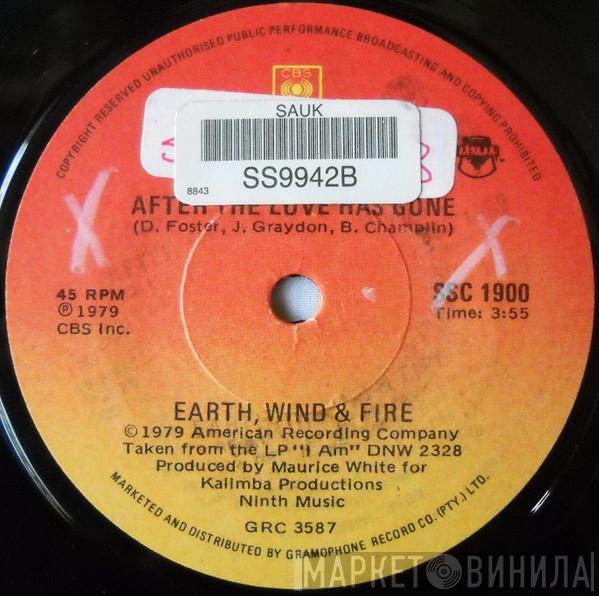 COPYRIGHT RESERVED UNAUTHORISED PUBLIC PERFORMANCE BROADCASTING AND COPYING PROHIBITED
CBS
SAUK
8843
SS9942B
AFTER THE LOVE HAS GONE
(D. Foster, J. Graydon, B. Champlin)
X
X
45 RPM
℗ 1979
CBS Inc.
SSC 1900
Time: 3:55
EARTH, WIND & FIRE
©1979 American Recording Company
Taken from the LP "I Am" DNW 2328
Produced by Maurice White for
Kalimba Productions
Ninth Music
GRC 3587
MARKETED AND DISTRIBUTED BY GRAMOPHONE RECORD CO. (PTY.) LTD.
МАРКЕТ ВИНИЛА